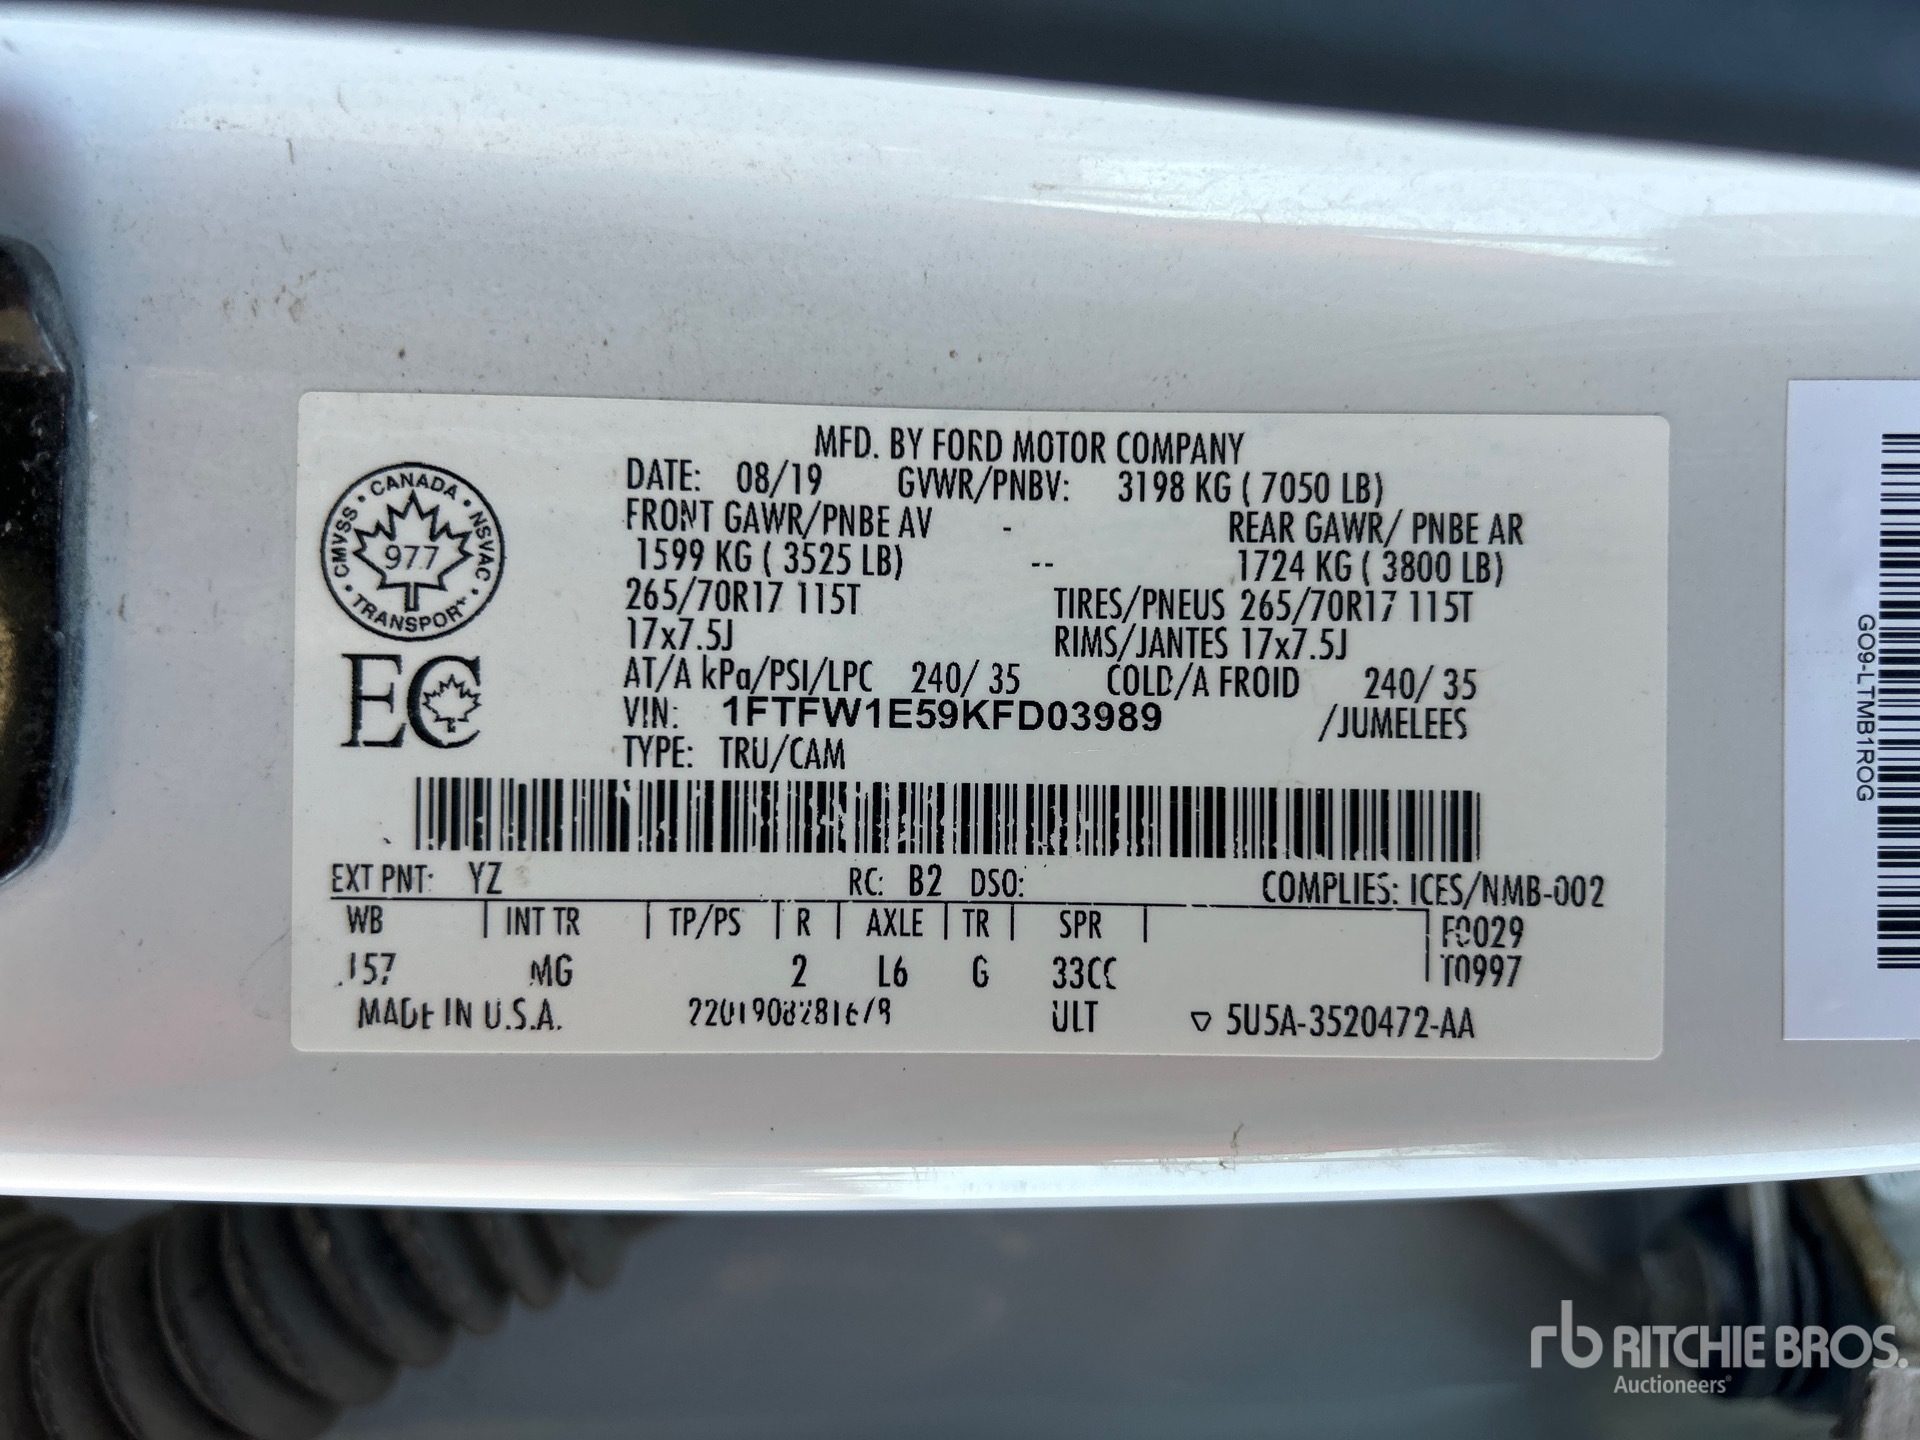 MFD. BY FORD MOTOR COMPANY
DATE: 08/19 GVWR/PNBV: 3198 KG ( 7050 LB)
FRONT GAWR/PNBE AV - REAR GAWR/ PNBE AR
1599 KG ( 3525 LB) -- 1724 KG ( 3800 LB)
265/70R17 115T TIRES/PNEUS 265/70R17 115T
17x7.5J RIMS/JANTES 17x7.5J
AT/A kPa/PSI/LPC 240/ 35 COLD/A FROID 240/ 35
VIN: 1FTFW1E59KFD03989 /JUMELEES
TYPE: TRU/CAM
CANADA
CMVSS
NSVAC
977
TRANSPORT
EC
EXT PNT: YZ RC: B2 DSO: COMPLIES: ICES/NMB-002
WB | INT TR | TP/PS | R | AXLE | TR | SPR | F0029
157 MG 2 L6 G 33CC T0997
MADE IN U.S.A. ULT ▽ 5U5A-3520472-AA
GO9-LTMB1ROG
rb RITCHIE BROS.
Auctioneers